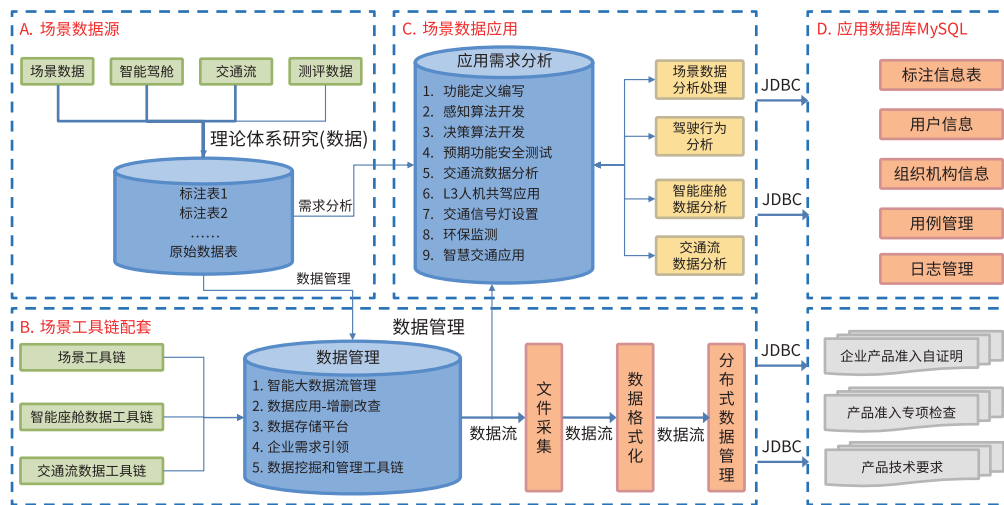 A. 场景数据源
场景数据
智能驾舱
交通流
测评数据
理论体系研究(数据)
标注表1
标注表2
......
原始数据表
需求分析
数据管理
C. 场景数据应用
应用需求分析
1. 功能定义编写
2. 感知算法开发
3. 决策算法开发
4. 预期功能安全测试
5. 交通流数据分析
6. L3人机共驾应用
7. 交通信号灯设置
8. 环保监测
9. 智慧交通应用
场景数据
分析处理
驾驶行为
分析
智能座舱
数据分析
交通流
数据分析
JDBC
JDBC
D. 应用数据库MySQL
标注信息表
用户信息
组织机构信息
用例管理
日志管理
B. 场景工具链配套
场景工具链
智能座舱数据工具链
交通流数据工具链
数据管理
数据管理
1. 智能大数据流管理
2. 数据应用-增删改查
3. 数据存储平台
4. 企业需求引领
5. 数据挖掘和管理工具链
数据流
文件采集
数据流
数据格式化
数据流
分布式数据管理
JDBC
JDBC
企业产品准入自证明
产品准入专项检查
产品技术要求